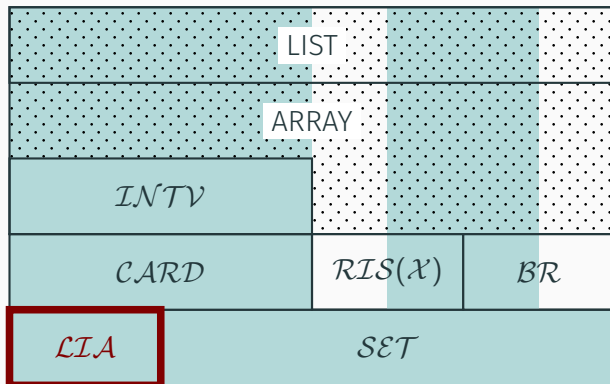 LIST
ARRAY
𝓘𝓝𝓣𝓥
𝓒𝓐𝓡𝓓 𝓡𝓘𝓢(𝓧) 𝓑𝓡
𝓛𝓘𝓐 𝓢𝓔𝓣